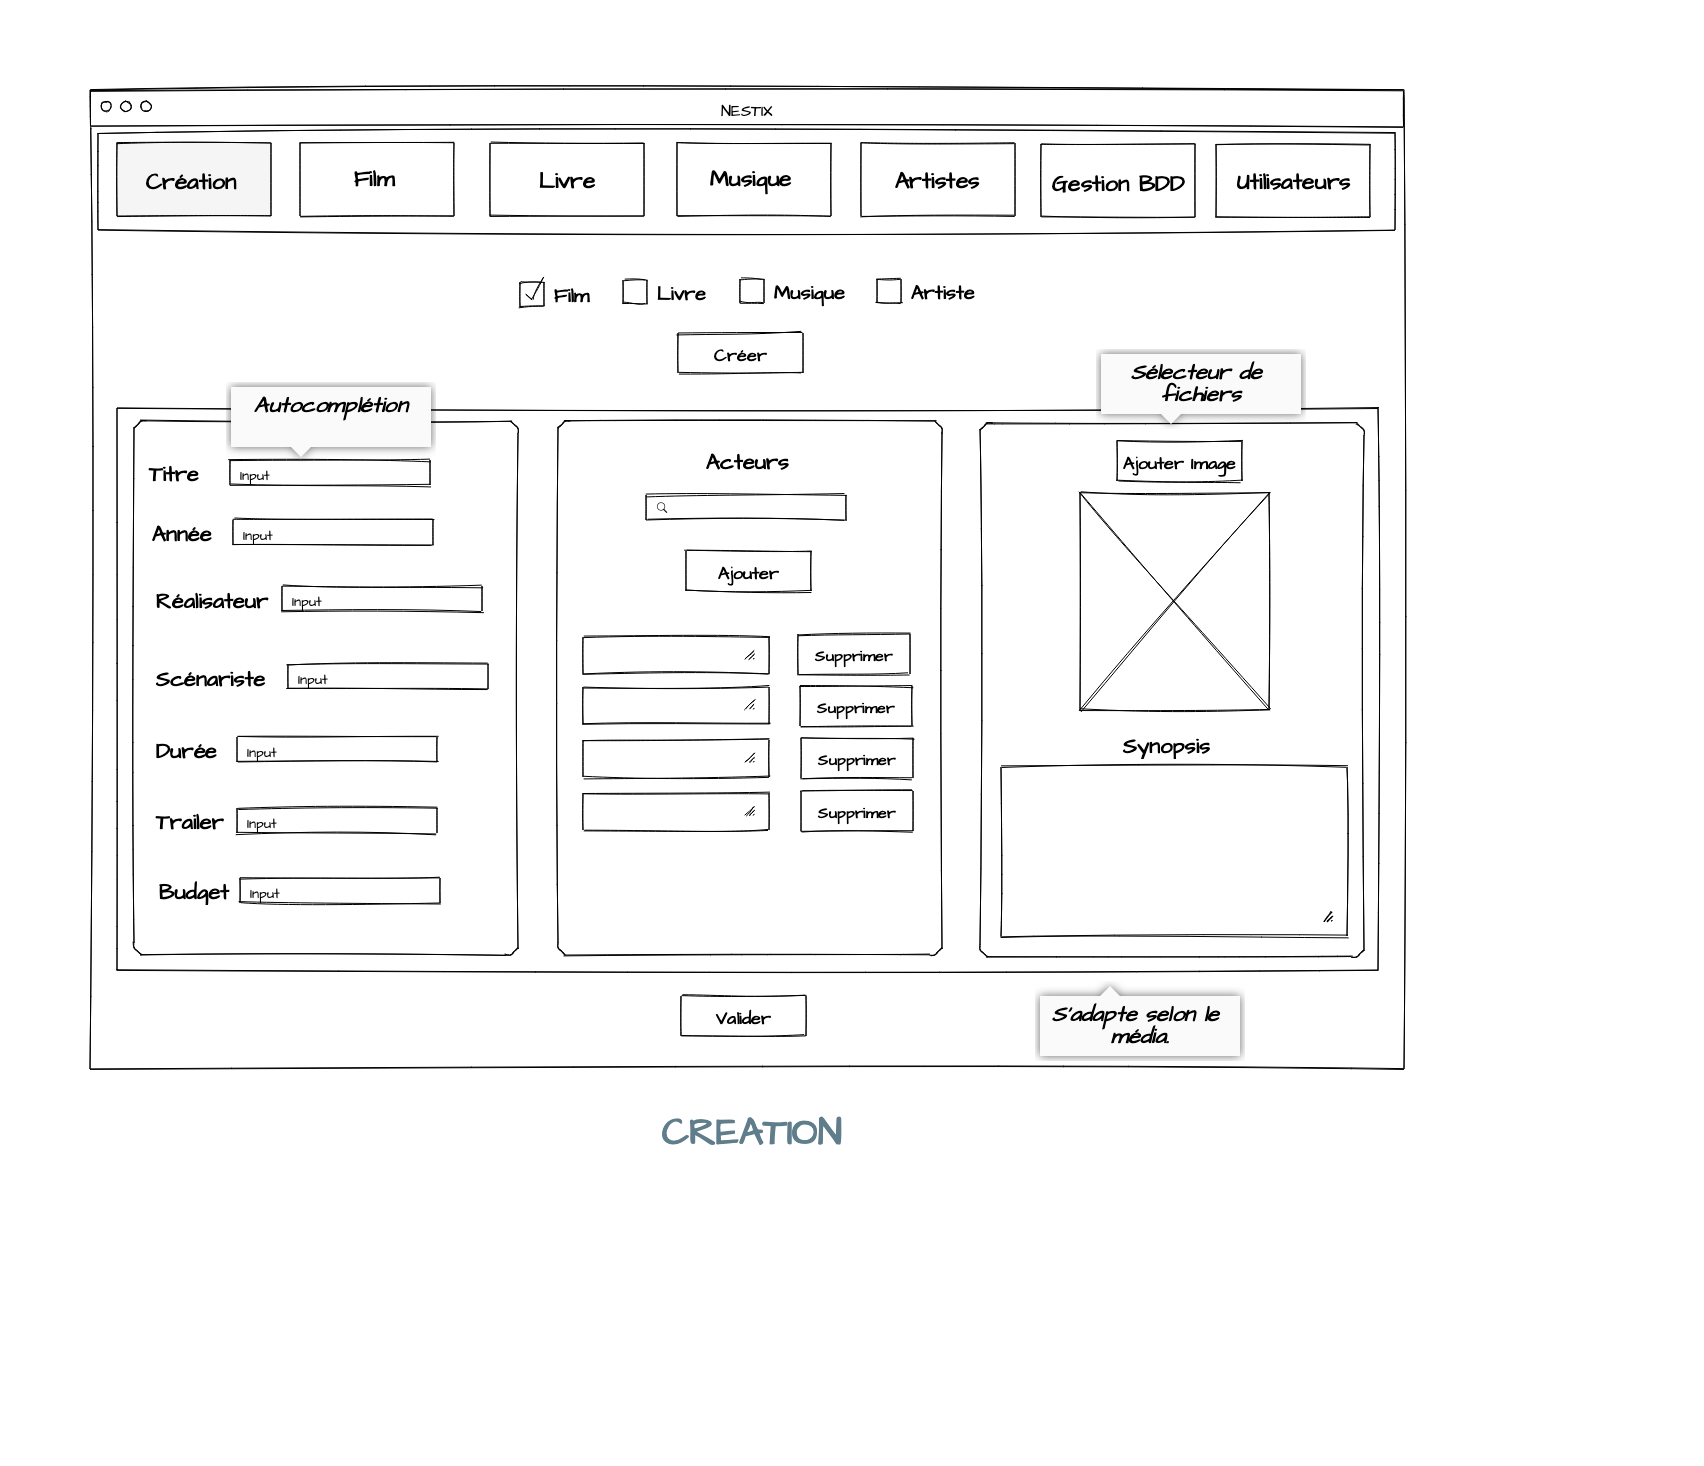 NESTIX
Création
Film
Livre
Musique
Artistes
Gestion BDD
Utilisateurs
Film
Livre
Musique
Artiste
Créer
Autocomplétion
Titre
Input
Année
Input
Réalisateur
Input
Scénariste
Input
Durée
Input
Trailer
Input
Budget
Input
Acteurs
Ajouter
Supprimer
Supprimer
Supprimer
Supprimer
Sélecteur de
fichiers
Ajouter Image
Synopsis
Valider
S'adapte selon le
média.
CREATION